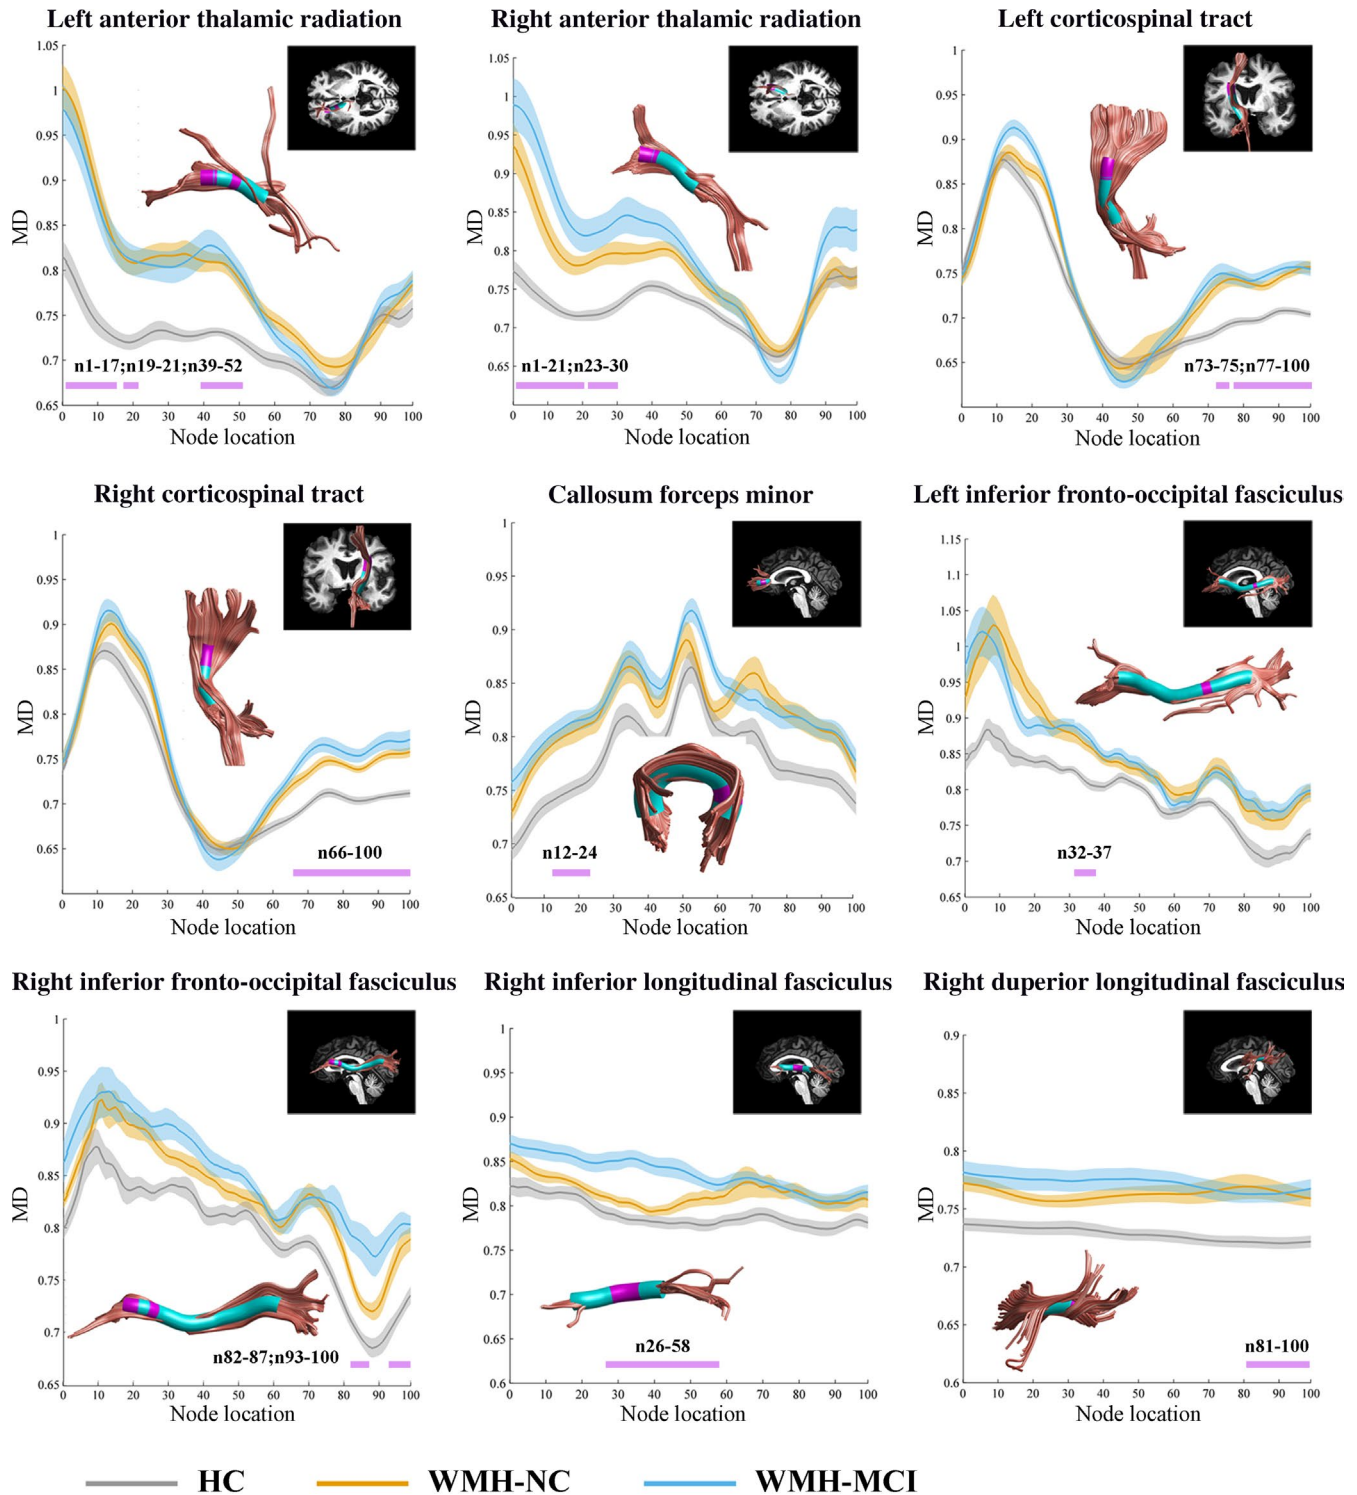 Left anterior thalamic radiation
1.05
1
0.95
0.9
0.85
0.8
0.75
0.7
0.65
MD
n1-17;n19-21;n39-52
0 10 20 30 40 50 60 70 80 90 100
Node location
Right anterior thalamic radiation
1.05
1
0.95
0.9
0.85
0.8
0.75
0.7
0.65
MD
n1-21;n23-30
0 10 20 30 40 50 60 70 80 90 100
Node location
Left corticospinal tract
1
0.95
0.9
0.85
0.8
0.75
0.7
0.65
0.6
MD
n73-75;n77-100
0 10 20 30 40 50 60 70 80 90 100
Node location
Right corticospinal tract
1
0.95
0.9
0.85
0.8
0.75
0.7
0.65
0.6
MD
n66-100
0 10 20 30 40 50 60 70 80 90 100
Node location
Callosum forceps minor
1
0.95
0.9
0.85
0.8
0.75
0.7
0.65
MD
n12-24
0 10 20 30 40 50 60 70 80 90 100
Node location
Left inferior fronto-occipital fasciculus
1.15
1.1
1.05
1
0.95
0.9
0.85
0.8
0.75
0.7
0.65
MD
n32-37
0 10 20 30 40 50 60 70 80 90 100
Node location
Right inferior fronto-occipital fasciculus
1
0.95
0.9
0.85
0.8
0.75
0.7
0.65
MD
n82-87;n93-100
0 10 20 30 40 50 60 70 80 90 100
Node location
Right inferior longitudinal fasciculus
1
0.95
0.9
0.85
0.8
0.75
0.7
0.65
0.6
MD
n26-58
0 10 20 30 40 50 60 70 80 90 100
Node location
Right duperior longitudinal fasciculus
0.9
0.85
0.8
0.75
0.7
0.65
0.6
MD
n81-100
0 10 20 30 40 50 60 70 80 90 100
Node location
HC WMH-NC WMH-MCI